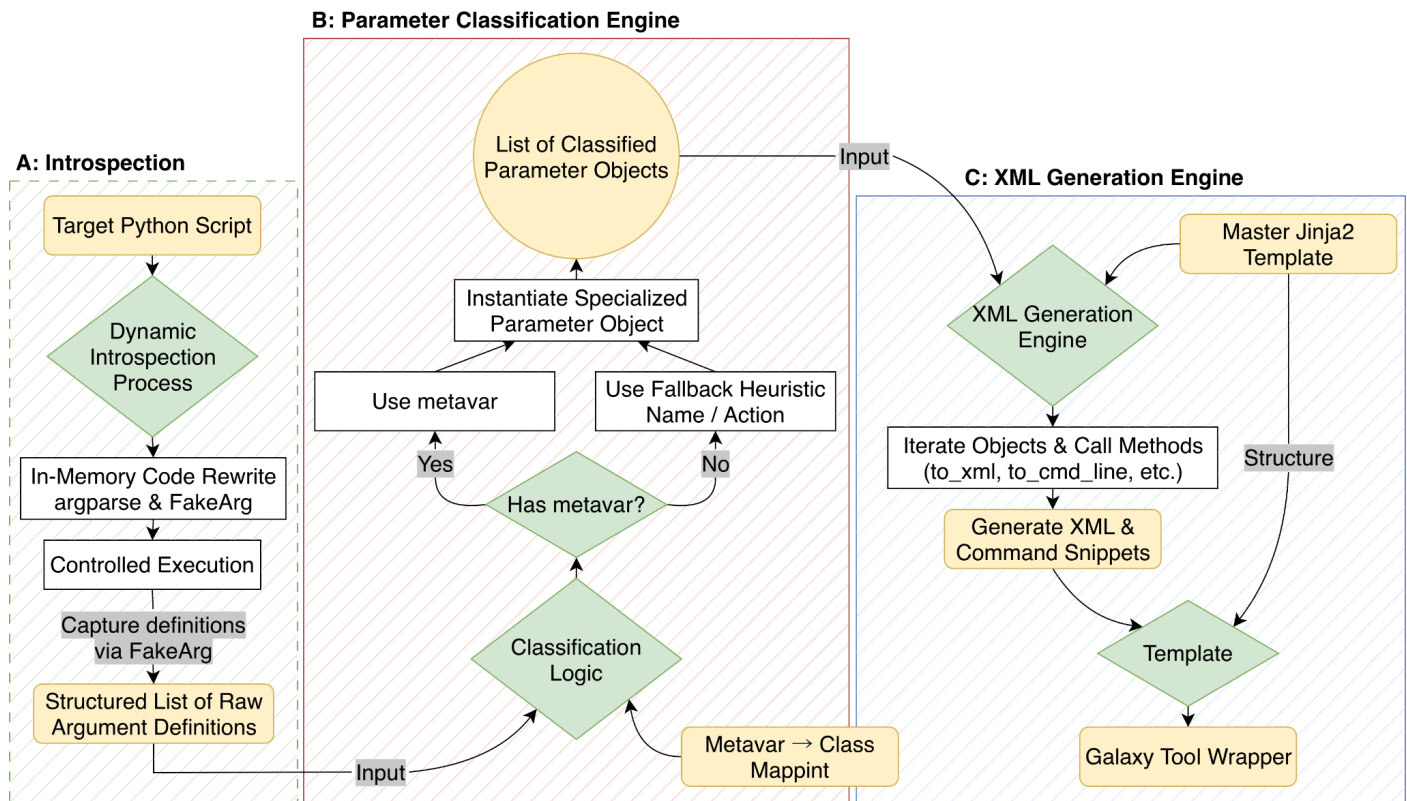 A: Introspection
Target Python Script
Dynamic
Introspection
Process
In-Memory Code Rewrite
argparse & FakeArg
Controlled Execution
Capture definitions
via FakeArg
Structured List of Raw
Argument Definitions
Input
B: Parameter Classification Engine
List of Classified
Parameter Objects
Instantiate Specialized
Parameter Object
Use metavar
Use Fallback Heuristic
Name / Action
Yes
No
Has metavar?
Classification
Logic
Metavar → Class
Mappint
Input
C: XML Generation Engine
Master Jinja2
Template
XML Generation
Engine
Iterate Objects & Call Methods
(to_xml, to_cmd_line, etc.)
Structure
Generate XML &
Command Snippets
Template
Galaxy Tool Wrapper